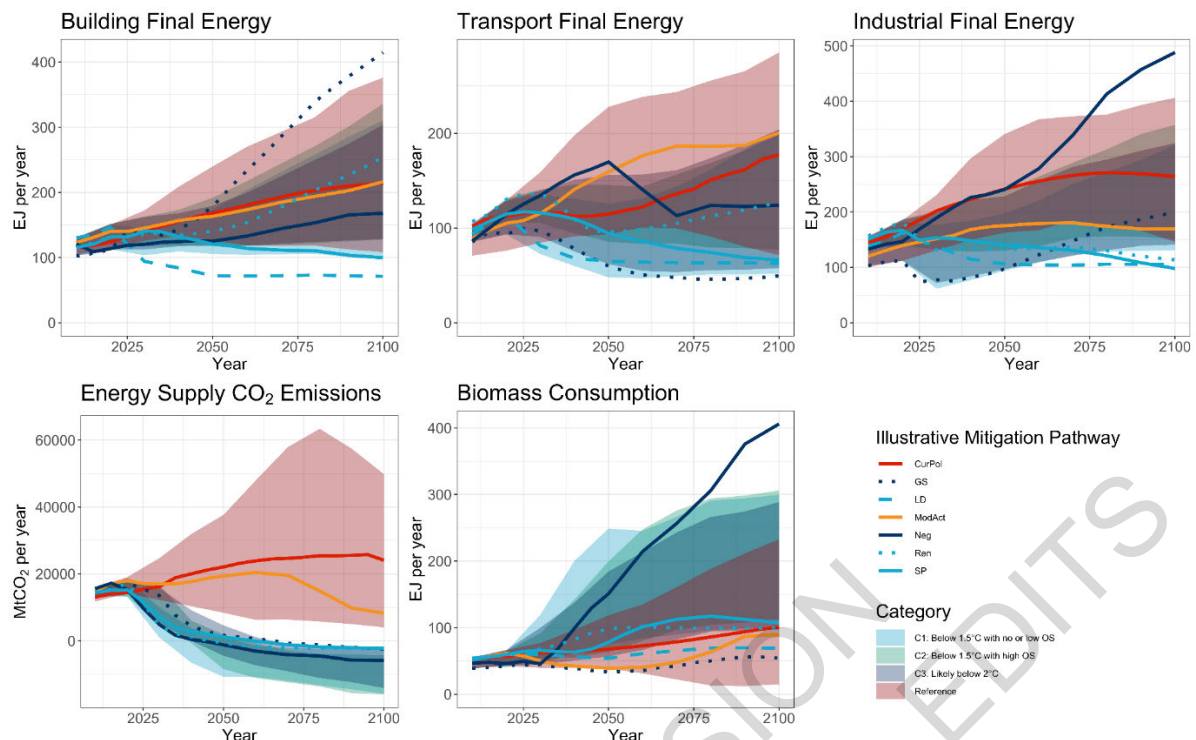 Building Final Energy
Transport Final Energy
Industrial Final Energy
EJ per year
400
300
200
100
0
2025
2050
2075
2100
Year
EJ per year
200
100
0
2025
2050
2075
2100
Year
EJ per year
500
400
300
200
100
0
2025
2050
2075
2100
Year
Energy Supply CO₂ Emissions
Biomass Consumption
MtCO₂ per year
60000
40000
20000
0
2025
2050
2075
2100
Year
EJ per year
400
300
200
100
0
2025
2050
2075
2100
Year
Illustrative Mitigation Pathway
CurPol
GS
LD
ModAct
Neg
Ren
SP
Category
C1: Below 1.5°C with no or low OS
C2: Below 1.5°C with high OS
C3: Likely below 2°C
Reference
SION
EDITS